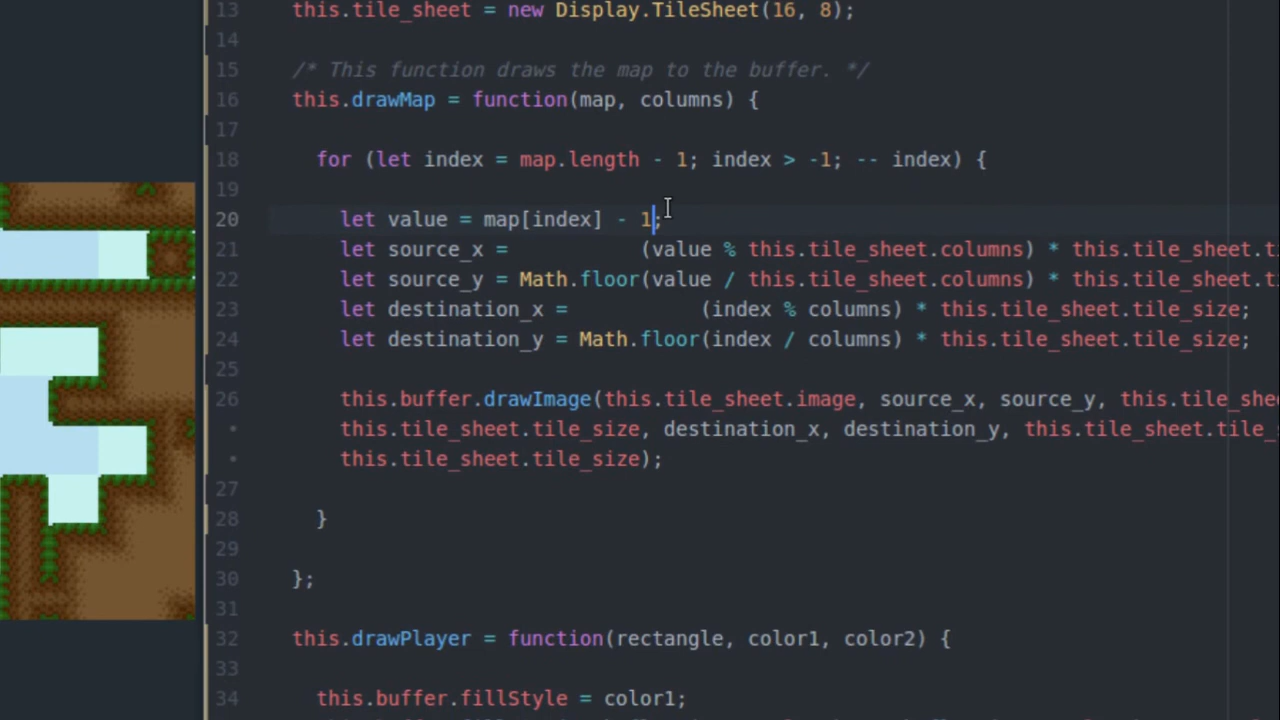 13 this.tile_sheet = new Display.TileSheet(16, 8);
14
15 /* This function draws the map to the buffer. */
16 this.drawMap = function(map, columns) {
17
18 for (let index = map.length - 1; index > -1; -- index) {
19
20 let value = map[index] - 1;
21 let source_x = (value % this.tile_sheet.columns) * this.tile_sheet.t
22 let source_y = Math.floor(value / this.tile_sheet.columns) * this.tile_sheet.t
23 let destination_x = (index % columns) * this.tile_sheet.tile_size;
24 let destination_y = Math.floor(index / columns) * this.tile_sheet.tile_size;
25
26 this.buffer.drawImage(this.tile_sheet.image, source_x, source_y, this.tile_she
• this.tile_sheet.tile_size, destination_x, destination_y, this.tile_sheet.tile_
• this.tile_sheet.tile_size);
27
28 }
29
30 };
31
32 this.drawPlayer = function(rectangle, color1, color2) {
33
34 this.buffer.fillStyle = color1;